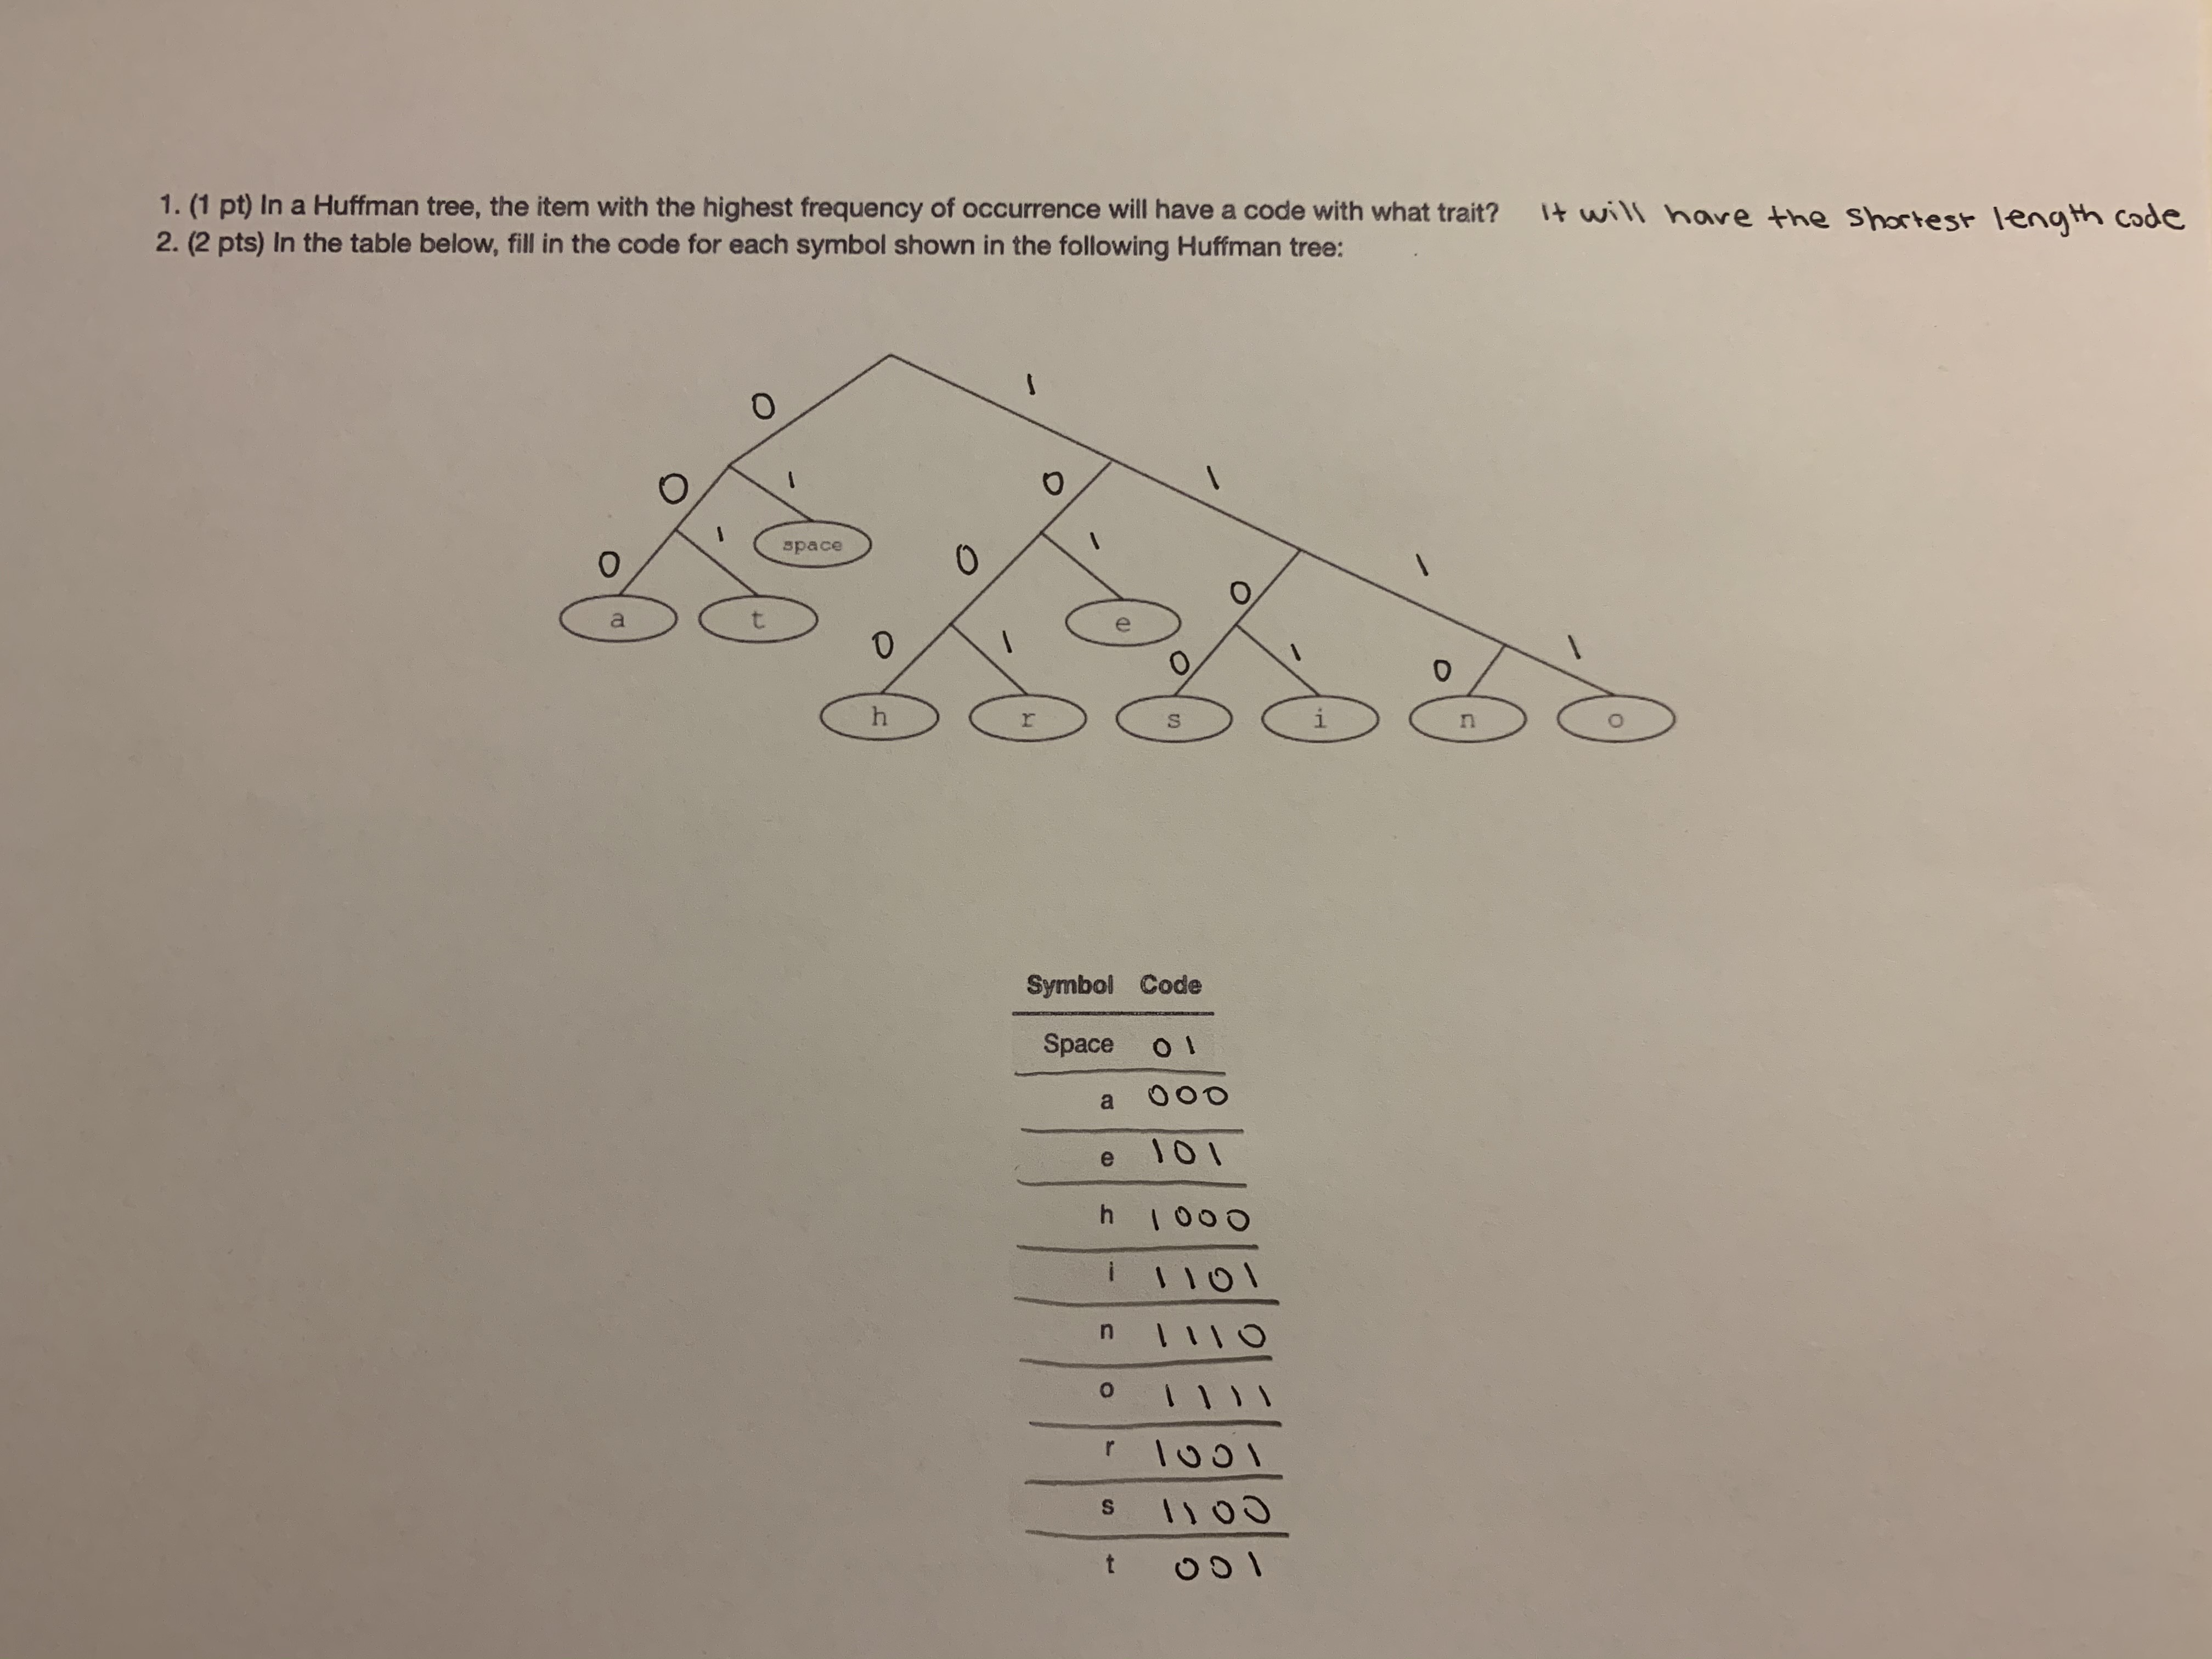 1. (1 pt) In a Huffman tree, the item with the highest frequency of occurrence will have a code with what trait? It will have the shortest length code
2. (2 pts) In the table below, fill in the code for each symbol shown in the following Huffman tree:
0 1
0 1 0 1
0 1 space 0 1 0 1
a t 0 1 e 0 1 0 1
h r s i n o
Symbol Code
Space 01
a 000
e 101
h 1000
i 1101
n 1110
o 1111
r 1001
s 1100
t 001